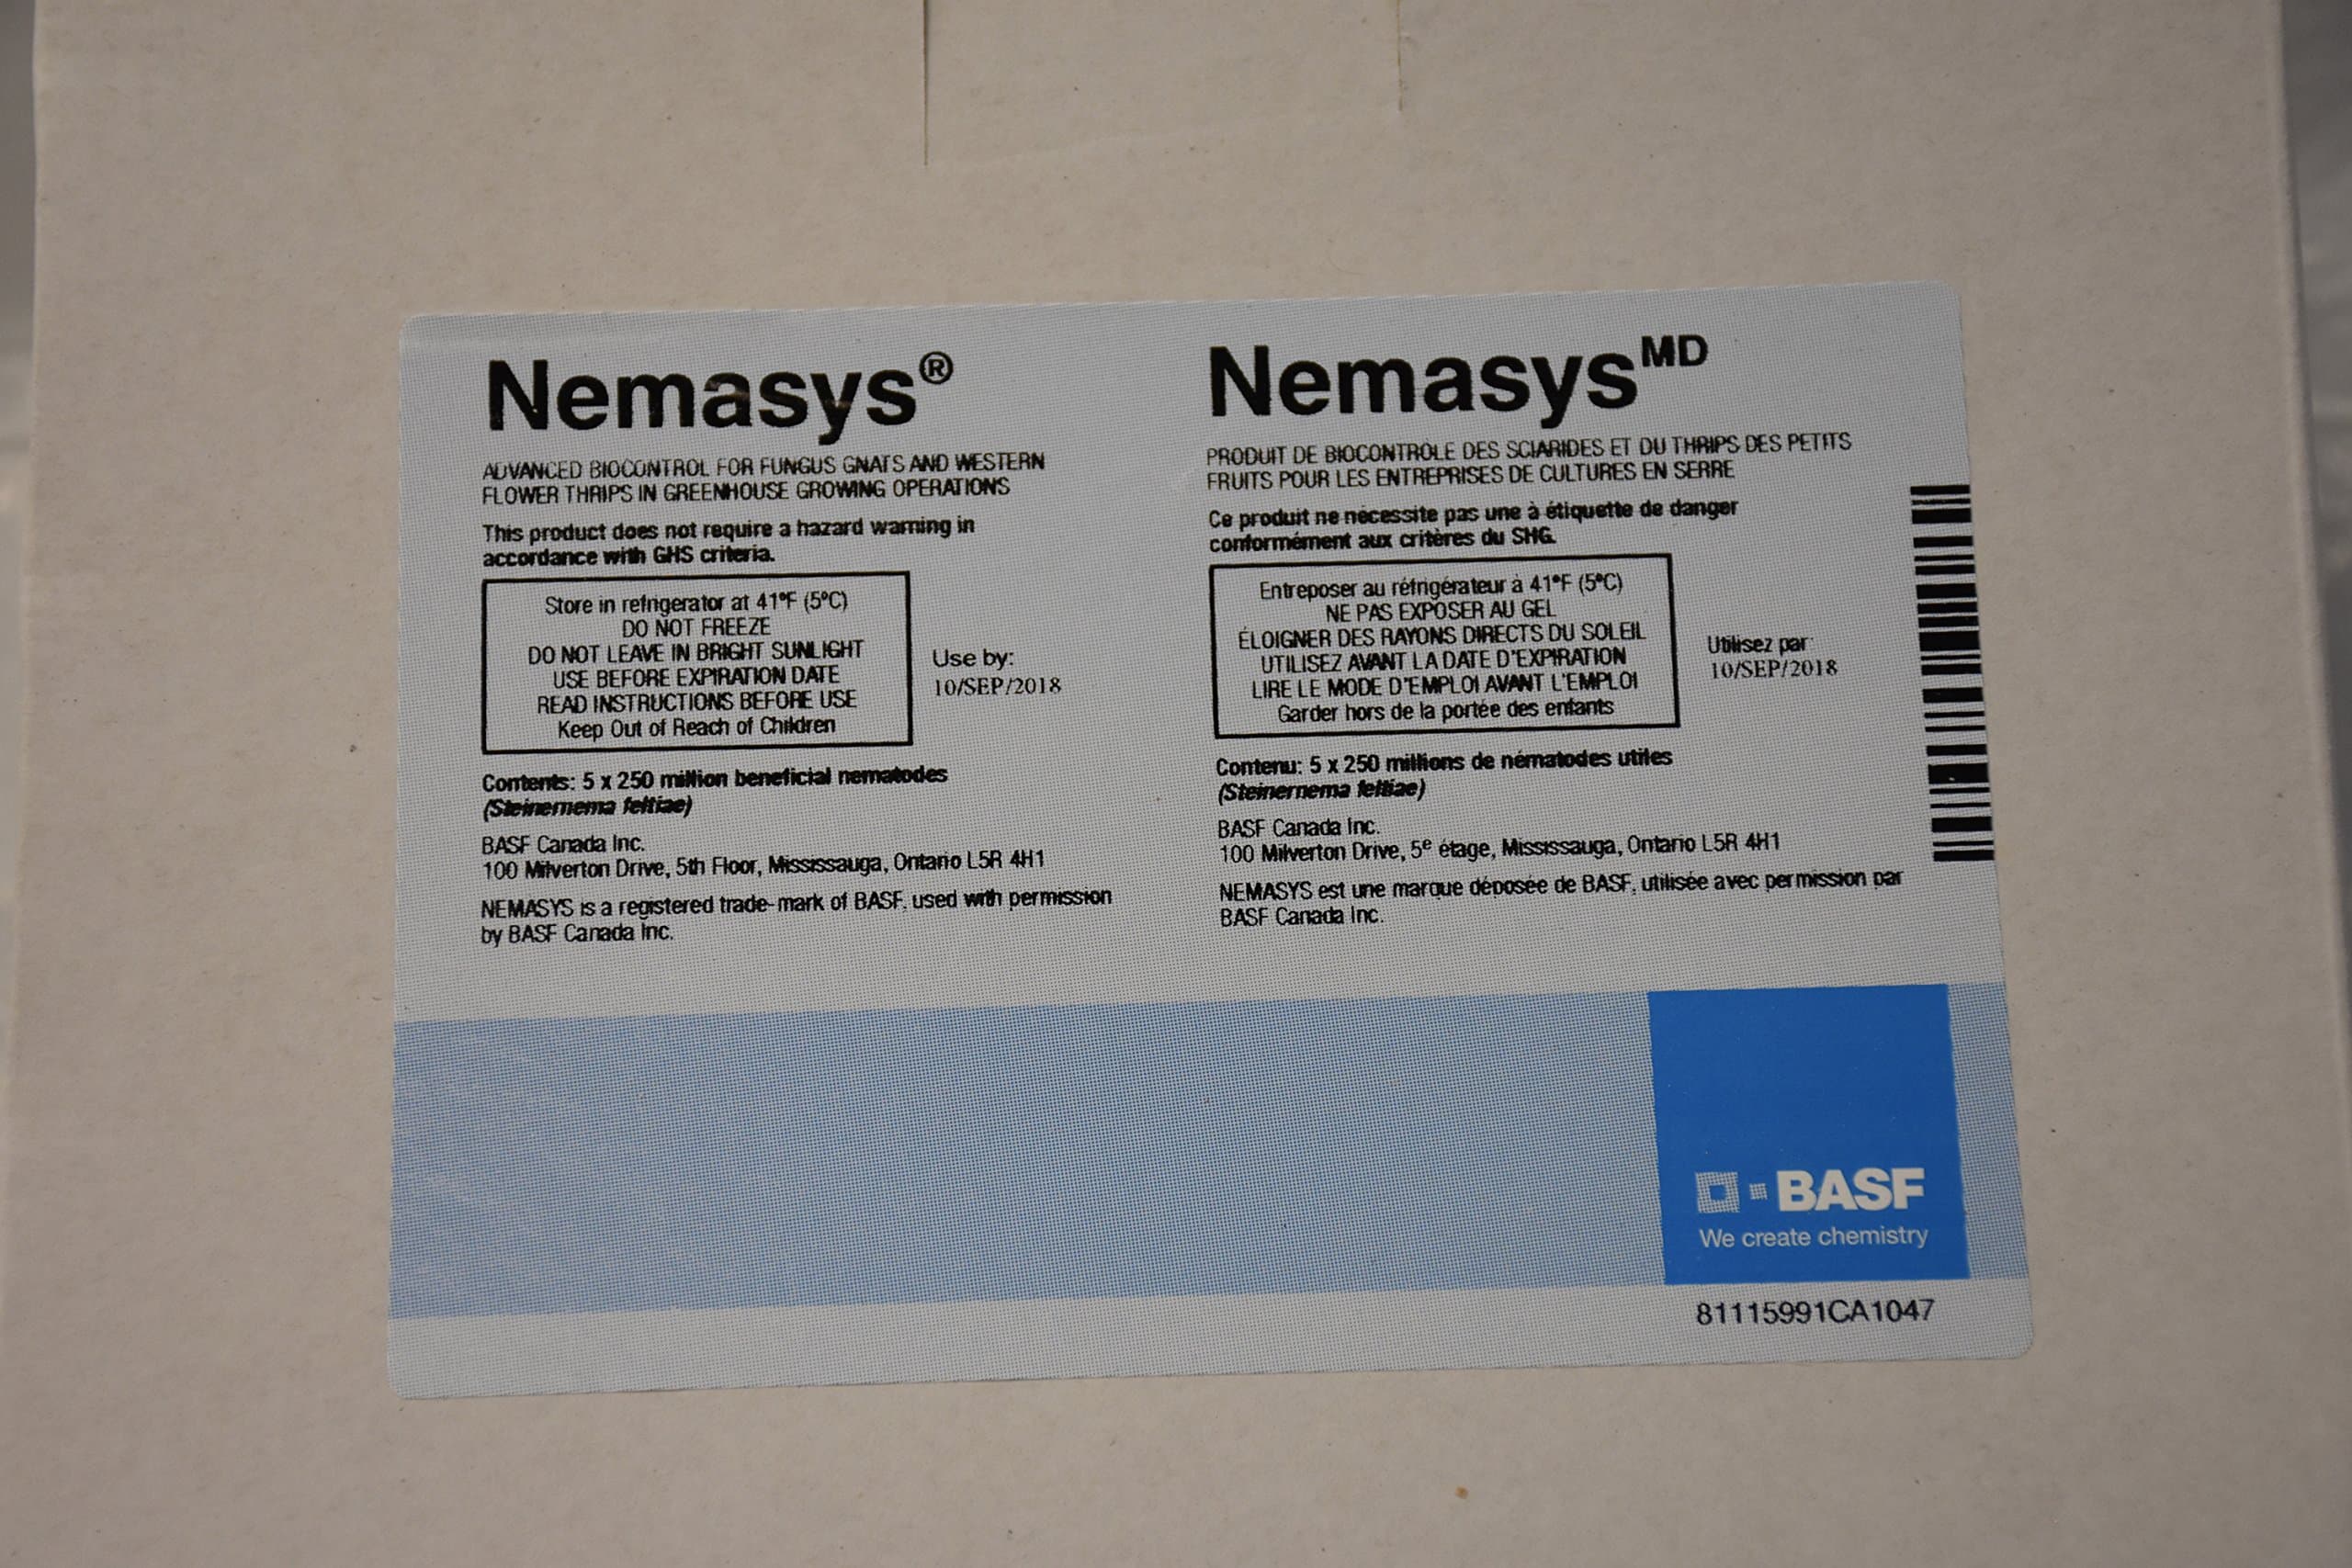 Nemasys®
ADVANCED BIOCONTROL FOR FUNGUS GNATS AND WESTERN
FLOWER THRIPS IN GREENHOUSE GROWING OPERATIONS
This product does not require a hazard warning in
accordance with GHS criteria.
Store in refrigerator at 41°F (5°C)
DO NOT FREEZE
DO NOT LEAVE IN BRIGHT SUNLIGHT
USE BEFORE EXPIRATION DATE
READ INSTRUCTIONS BEFORE USE
Keep Out of Reach of Children
Use by:
10/SEP/2018
Contents: 5 x 250 million beneficial nematodes
(Steinernema feltiae)
BASF Canada Inc.
100 Milverton Drive, 5th Floor, Mississauga, Ontario L5R 4H1
NEMASYS is a registered trade-mark of BASF, used with permission
by BASF Canada Inc.
Nemasys MD
PRODUIT DE BIOCONTROLE DES SCIARIDES ET DU THRIPS DES PETITS
FRUITS POUR LES ENTREPRISES DE CULTURES EN SERRE
Ce produit ne nécessite pas une à étiquette de danger
conformément aux critères du SHG.
Entreposer au réfrigérateur à 41°F (5°C)
NE PAS EXPOSER AU GEL
ÉLOIGNER DES RAYONS DIRECTS DU SOLEIL
UTILISEZ AVANT LA DATE D'EXPIRATION
LIRE LE MODE D'EMPLOI AVANT L'EMPLOI
Garder hors de la portée des enfants
Utilisez par:
10/SEP/2018
Contenu: 5 x 250 millions de nématodes utiles
(Steinernema feltiae)
BASF Canada Inc.
100 Milverton Drive, 5e étage, Mississauga, Ontario L5R 4H1
NEMASYS est une marque déposée de BASF, utilisée avec permission par
BASF Canada Inc.
BASF
We create chemistry
81115991CA1047